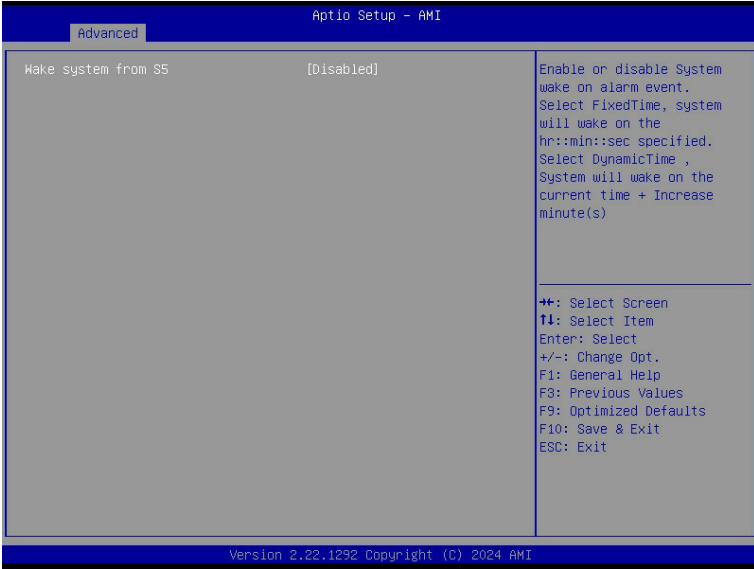 Aptio Setup – AMI
Advanced
Wake system from S5 [Disabled]
Enable or disable System
wake on alarm event.
Select FixedTime, system
will wake on the
hr::min::sec specified.
Select DynamicTime ,
System will wake on the
current time + Increase
minute(s)
→←: Select Screen
↑↓: Select Item
Enter: Select
+/-: Change Opt.
F1: General Help
F3: Previous Values
F9: Optimized Defaults
F10: Save & Exit
ESC: Exit
Version 2.22.1292 Copyright (C) 2024 AMI